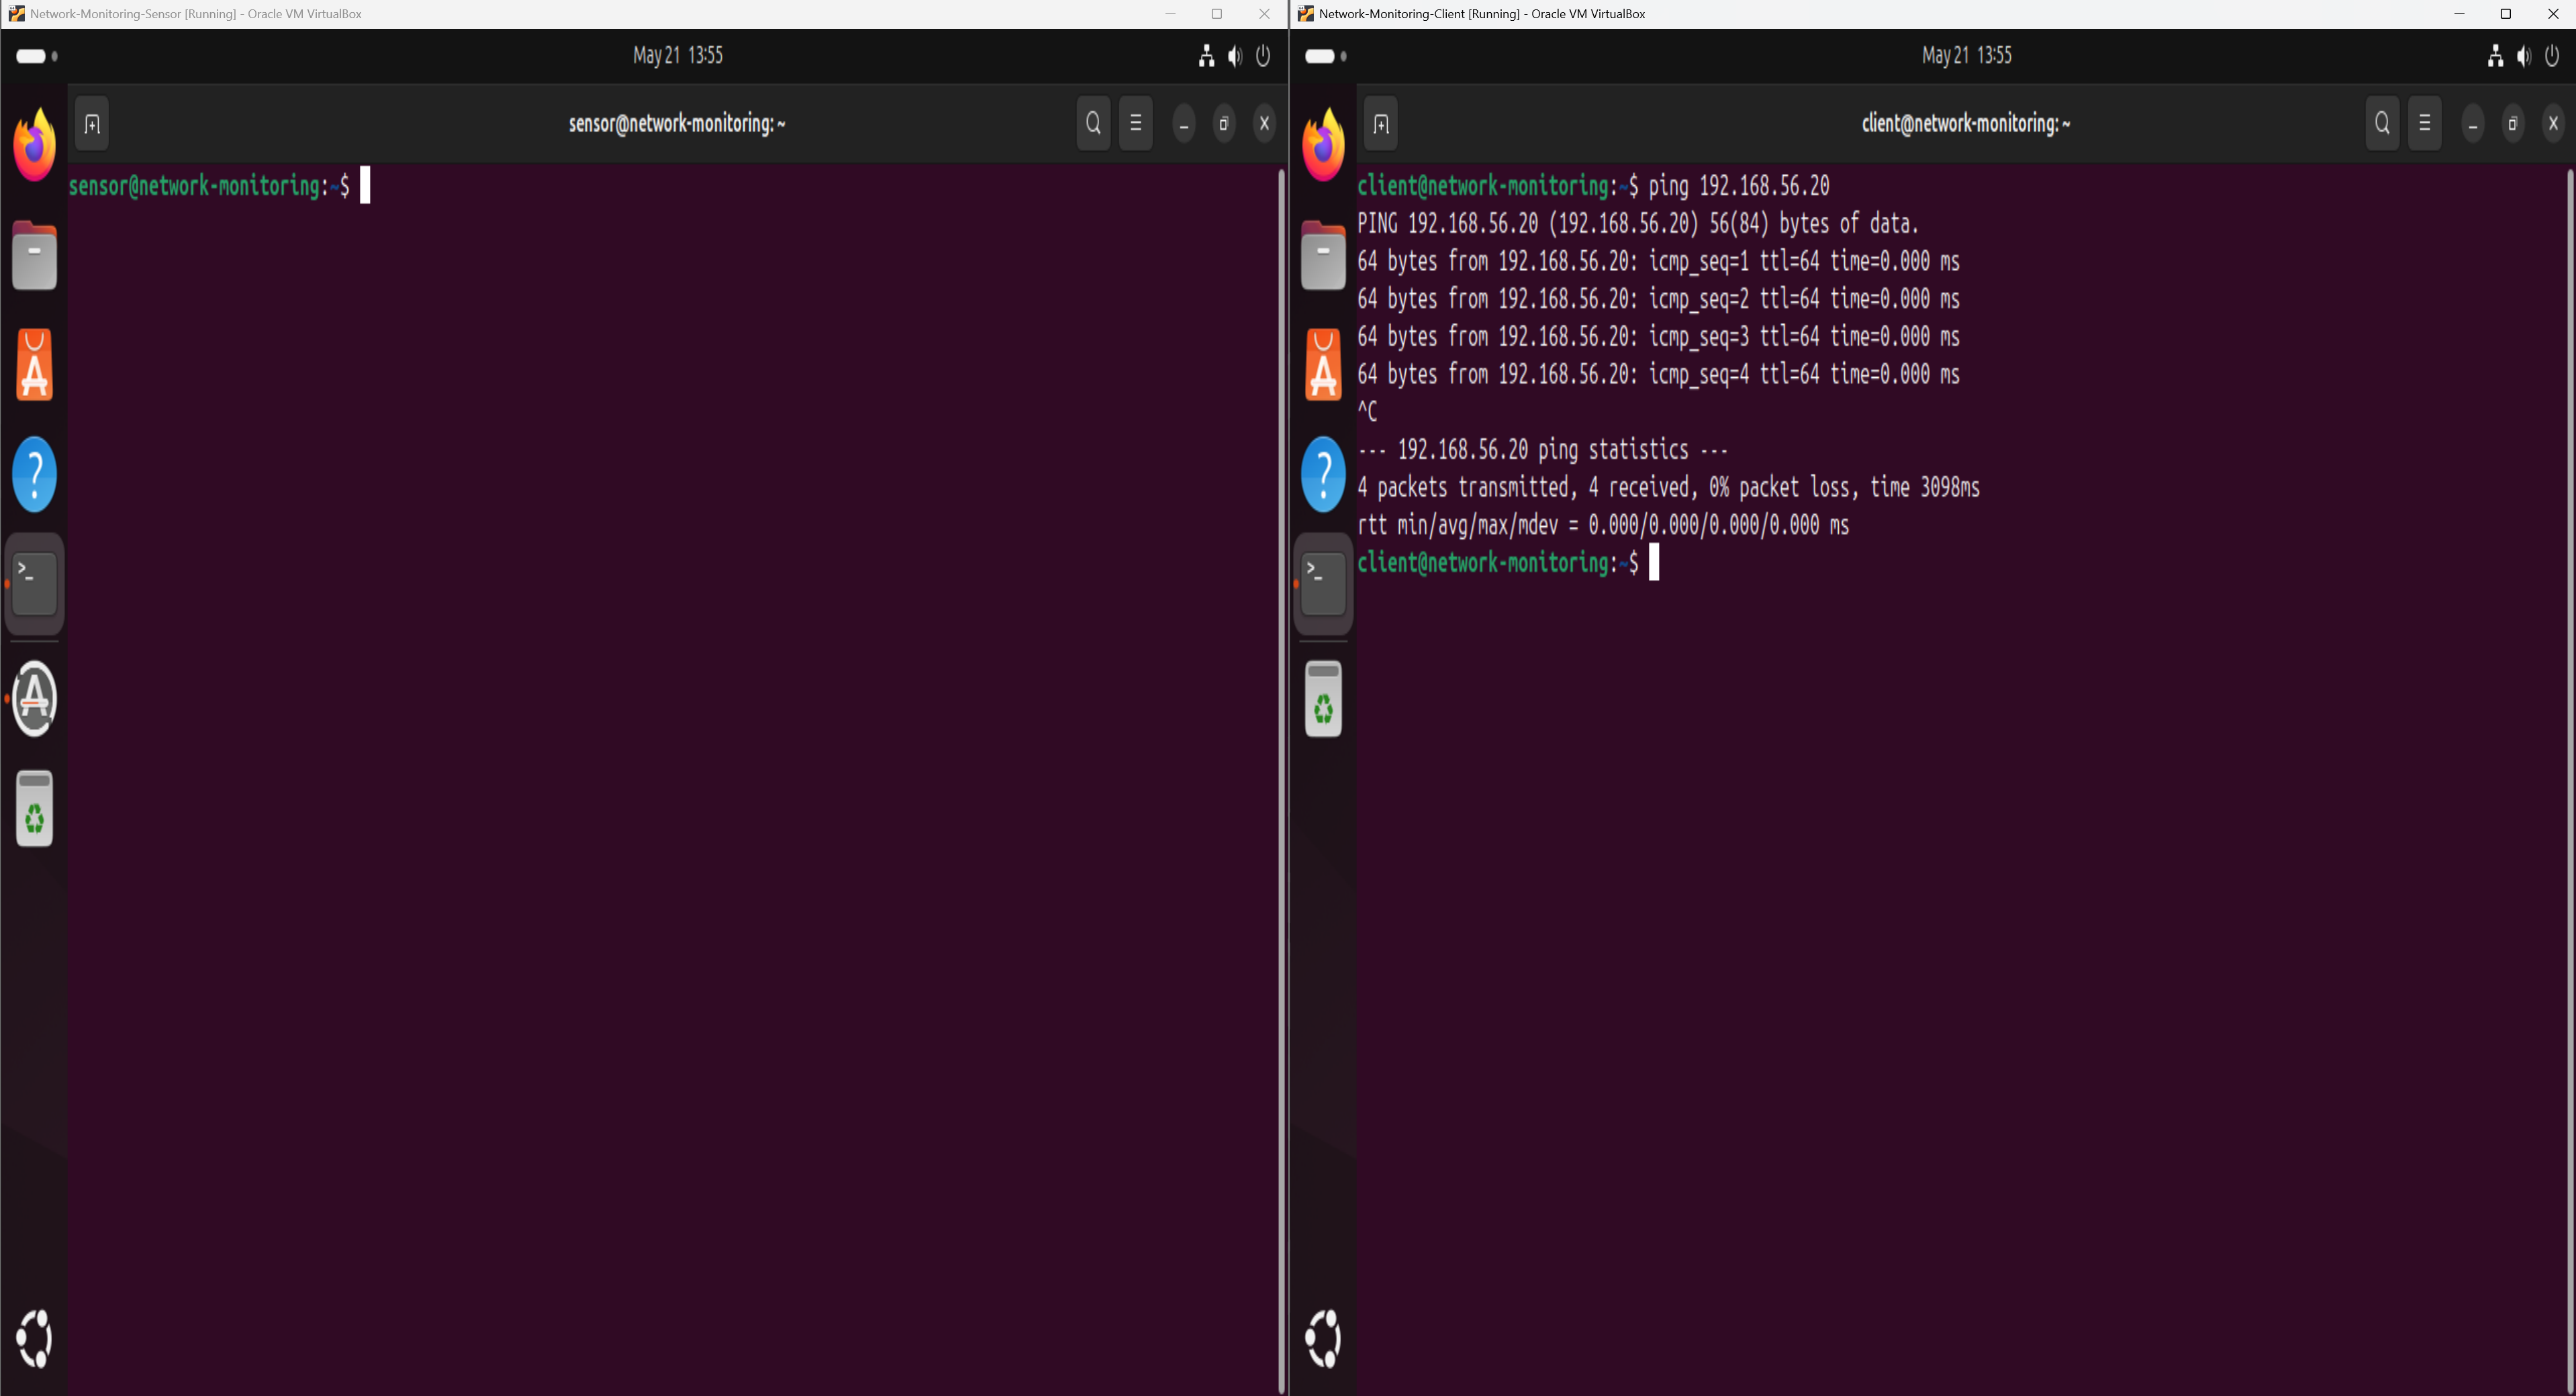 Network-Monitoring-Sensor [Running] - Oracle VM VirtualBox
May 21 13:55
sensor@network-monitoring: ~
sensor@network-monitoring:~$
Network-Monitoring-Client [Running] - Oracle VM VirtualBox
May 21 13:55
client@network-monitoring: ~
client@network-monitoring:~$ ping 192.168.56.20
PING 192.168.56.20 (192.168.56.20) 56(84) bytes of data.
64 bytes from 192.168.56.20: icmp_seq=1 ttl=64 time=0.000 ms
64 bytes from 192.168.56.20: icmp_seq=2 ttl=64 time=0.000 ms
64 bytes from 192.168.56.20: icmp_seq=3 ttl=64 time=0.000 ms
64 bytes from 192.168.56.20: icmp_seq=4 ttl=64 time=0.000 ms
^C
--- 192.168.56.20 ping statistics ---
4 packets transmitted, 4 received, 0% packet loss, time 3098ms
rtt min/avg/max/mdev = 0.000/0.000/0.000/0.000 ms
client@network-monitoring:~$